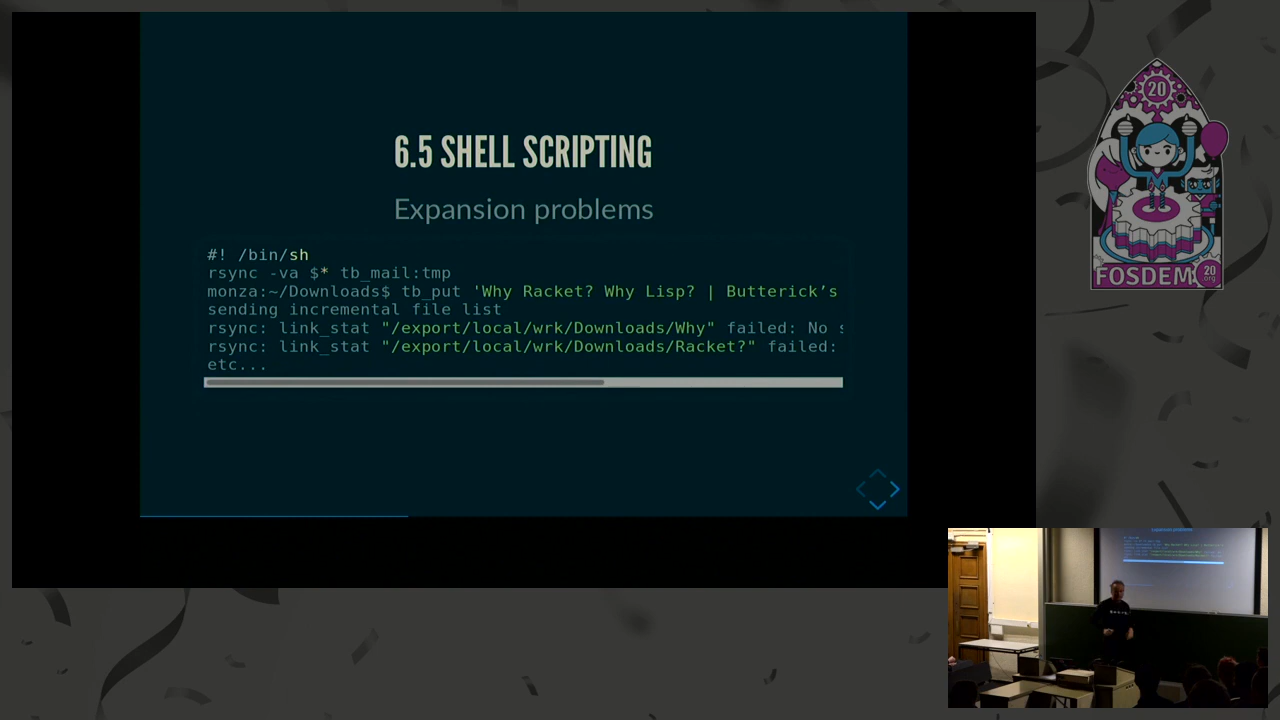 6.5 SHELL SCRIPTING
Expansion problems
#! /bin/sh
rsync -va $* tb_mail:tmp
monza:~/Downloads$ tb_put 'Why Racket? Why Lisp? | Butterick’s
sending incremental file list
rsync: link_stat "/export/local/wrk/Downloads/Why" failed: No s
rsync: link_stat "/export/local/wrk/Downloads/Racket?" failed:
etc...
20
FOSDEM
20
.org